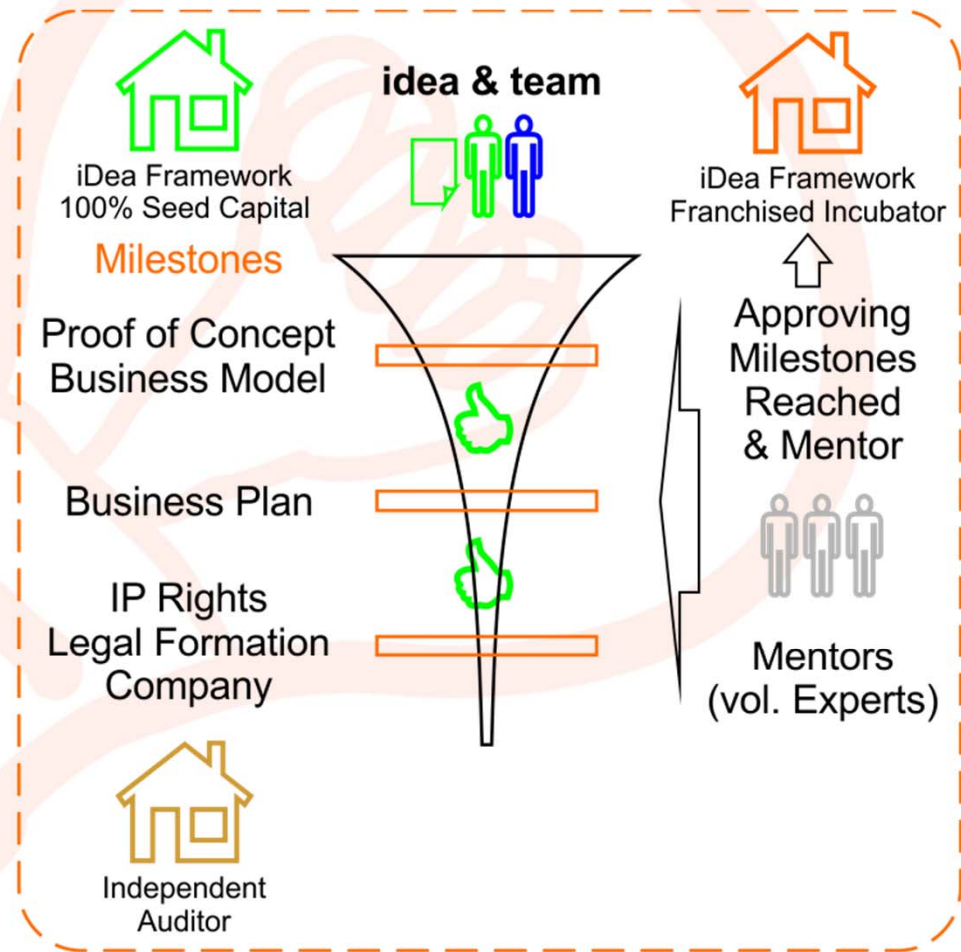 idea & team
iDea Framework
100% Seed Capital
iDea Framework
Franchised Incubator
Milestones
Proof of Concept
Business Model
Business Plan
IP Rights
Legal Formation
Company
Approving
Milestones
Reached
& Mentor
Mentors
(vol. Experts)
Independent
Auditor